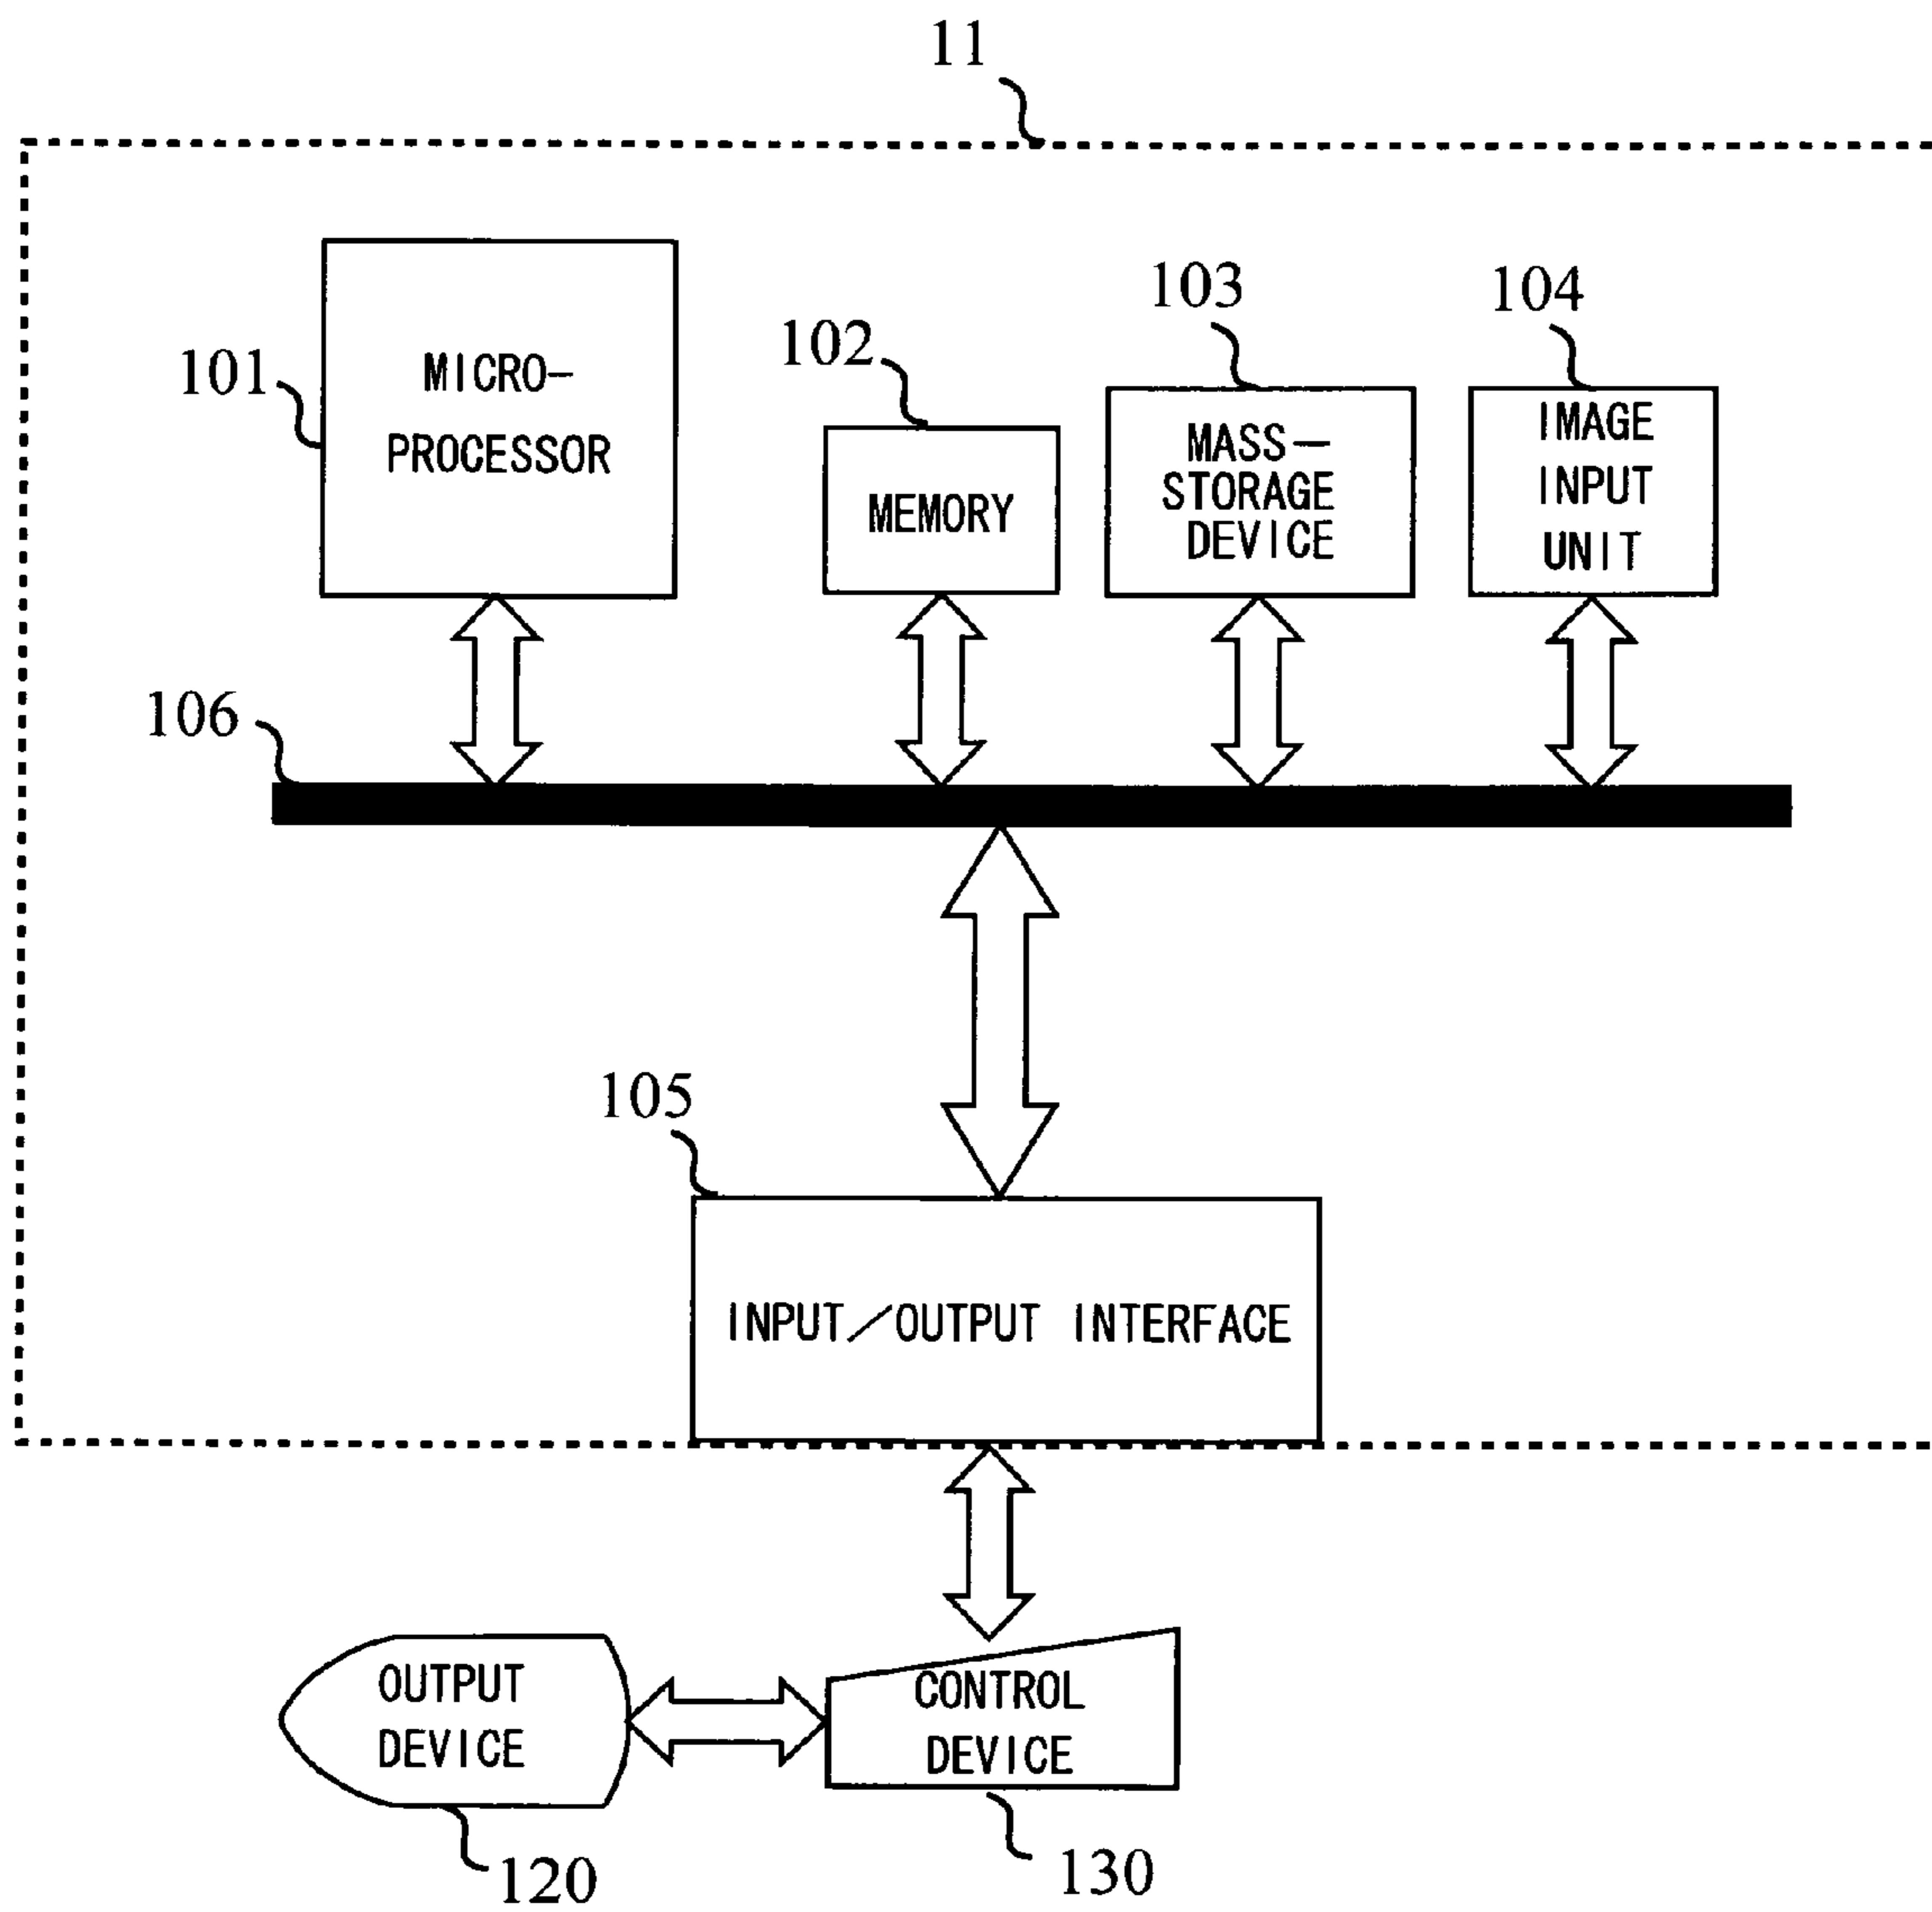 11
101
MICRO-
PROCESSOR
102
MEMORY
103
MASS-
STORAGE
DEVICE
104
IMAGE
INPUT
UNIT
106
105
INPUT/OUTPUT INTERFACE
OUTPUT
DEVICE
120
CONTROL
DEVICE
130